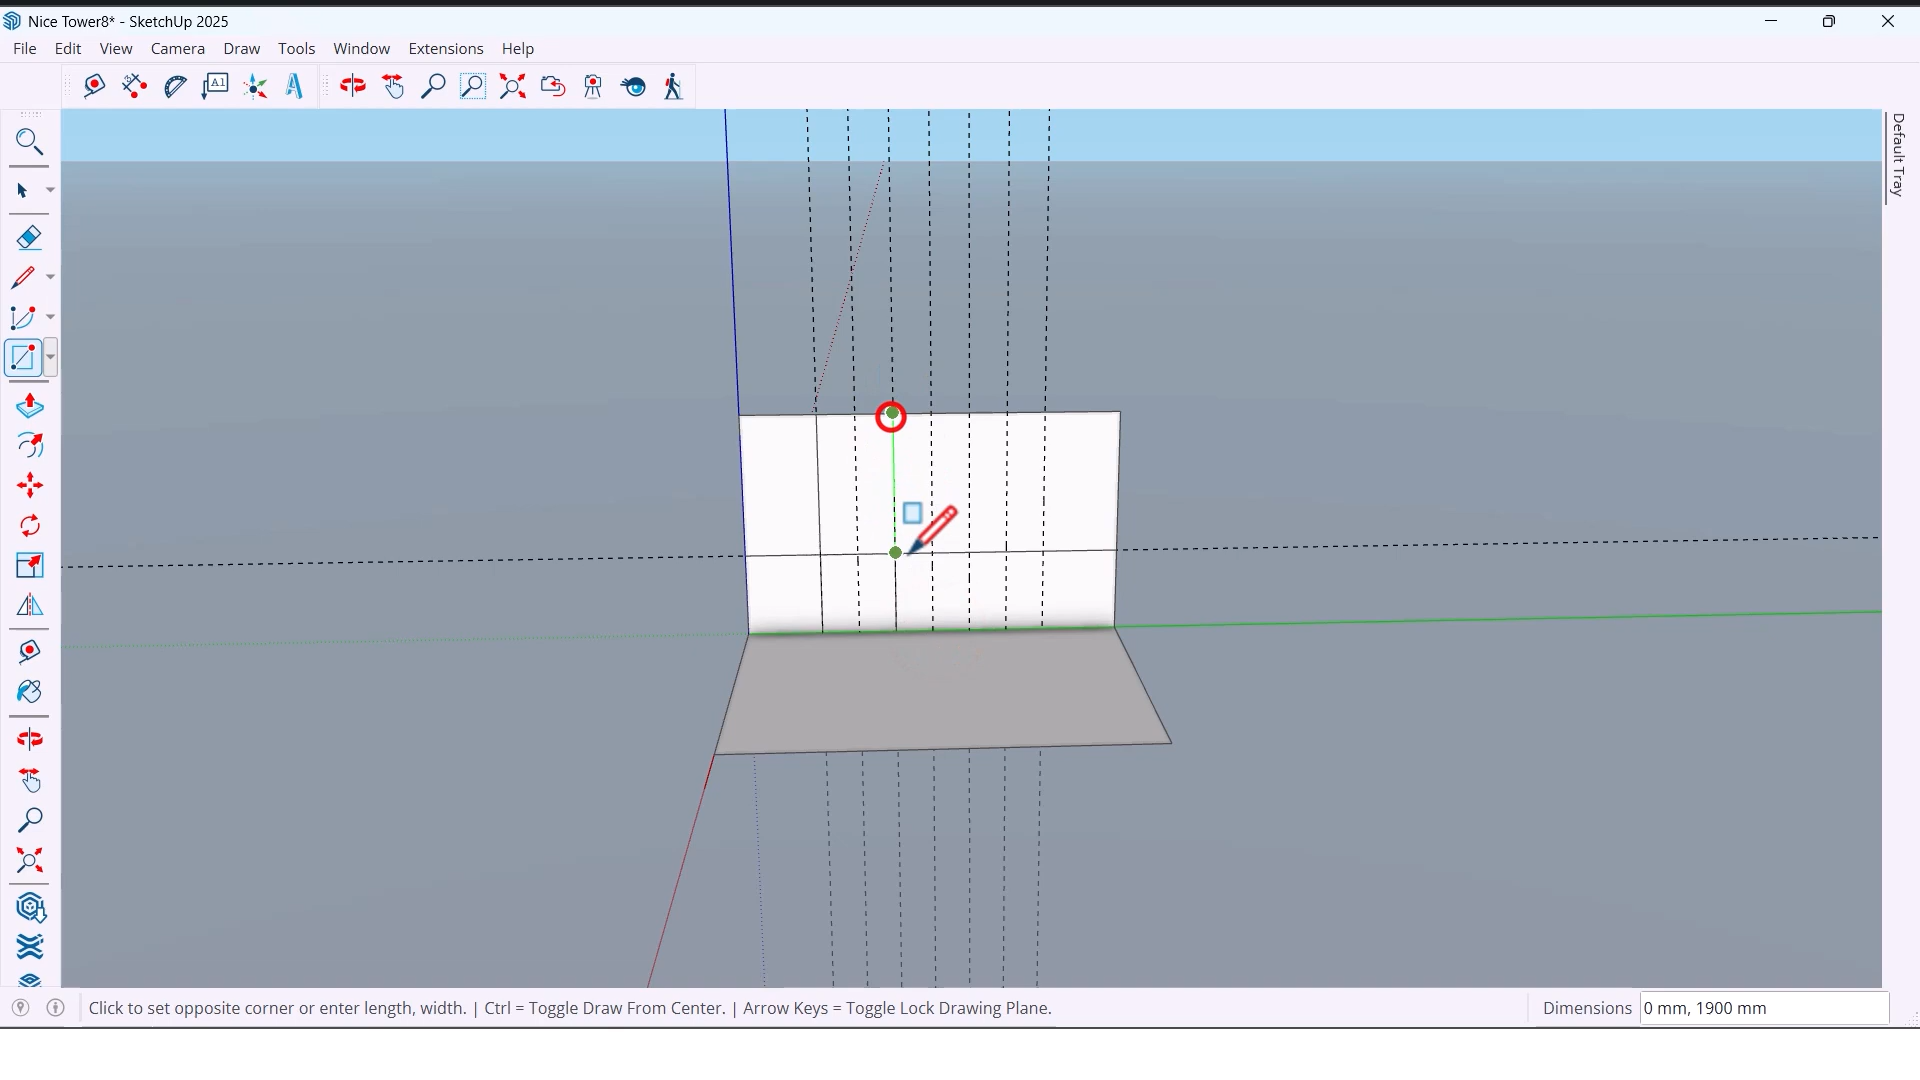 Nice Tower8* - SketchUp 2025
File Edit View Camera Draw Tools Window Extensions Help
A1
Default Tray
Click to set opposite corner or enter length, width. | Ctrl = Toggle Draw From Center. | Arrow Keys = Toggle Lock Drawing Plane.
Dimensions 0 mm, 1900 mm